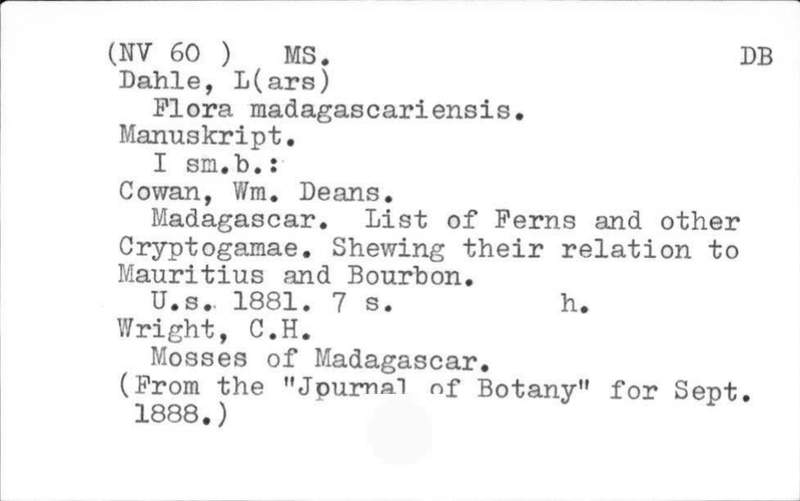 (NV 60 ) MS. DB
Dahle, L(ars)
Flora madagascariensis.
Manuskript.
I sm.b.:
Cowan, Wm. Deans.
Madagascar. List of Ferns and other
Cryptogamae. Shewing their relation to
Mauritius and Bourbon.
U.s. 1881. 7 s. h.
Wright, C.H.
Mosses of Madagascar.
(From the "Journal of Botany" for Sept.
1888.)